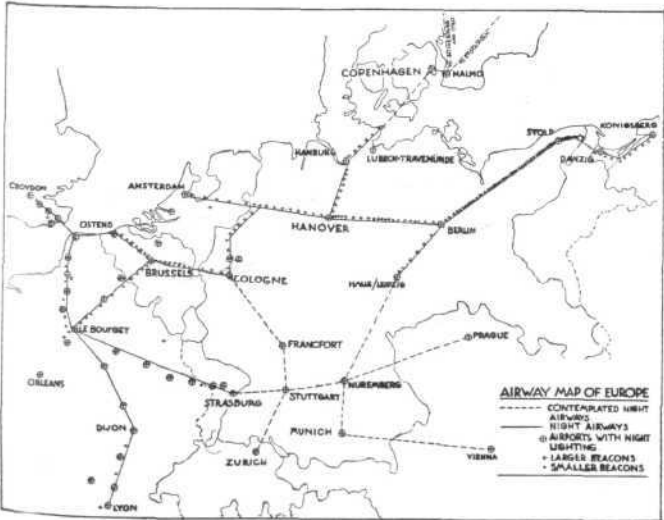 COPENHAGEN
MALMO
STOLP
KONIGSBERG
HAMBURG
LUBECK-TRAVEMÜNDE
DANZIG
CROYDON
AMSTERDAM
OSTEND
HANOVER
BERLIN
BRUSSELS
COLOGNE
HALLE/LEIPZIG
LE BOURGET
FRANCFORT
PRAGUE
ORLEANS
STRASBURG
STUTTGART
NUREMBERG
DIJON
MUNICH
ZURICH
VIENNA
LYON
AIRWAY MAP OF EUROPE
CONTEMPLATED NIGHT
AIRWAYS
NIGHT AIRWAYS
AIRPORTS WITH NIGHT
LIGHTING
LARGER BEACONS
SMALLER BEACONS